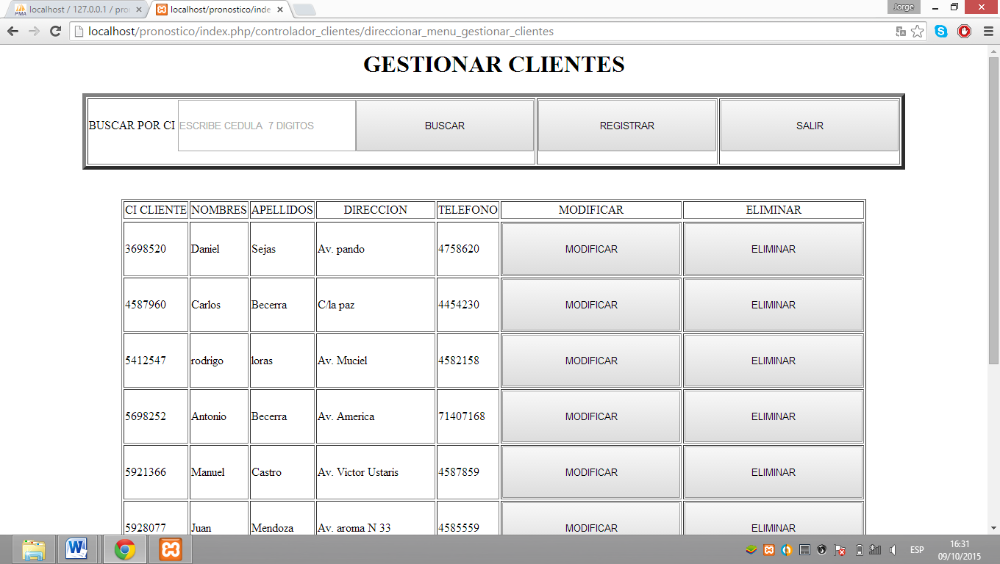 localhost / 127.0.0.1 / pro
localhost/pronostico/inde
Jorge
localhost/pronostico/index.php/controlador_clientes/direccionar_menu_gestionar_clientes
GESTIONAR CLIENTES
BUSCAR POR CI ESCRIBE CEDULA 7 DIGITOS BUSCAR REGISTRAR SALIR
CI CLIENTE NOMBRES APELLIDOS DIRECCION TELEFONO MODIFICAR ELIMINAR
3698520 Daniel Sejas Av. pando 4758620 MODIFICAR ELIMINAR
4587960 Carlos Becerra C/la paz 4454230 MODIFICAR ELIMINAR
5412547 rodrigo loras Av. Muciel 4582158 MODIFICAR ELIMINAR
5698252 Antonio Becerra Av. America 71407168 MODIFICAR ELIMINAR
5921366 Manuel Castro Av. Victor Ustaris 4587859 MODIFICAR ELIMINAR
5928077 Juan Mendoza Av. aroma N 33 4585559 MODIFICAR ELIMINAR
ESP
16:31
09/10/2015